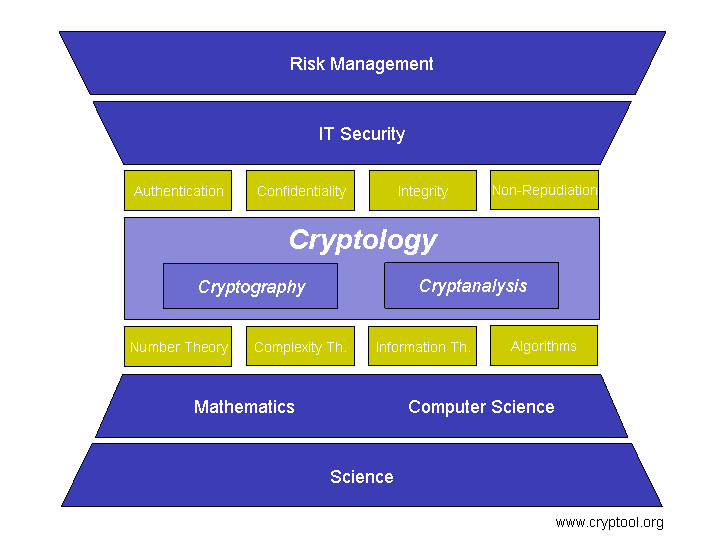 Risk Management
IT Security
Authentication Confidentiality Integrity Non-Repudiation
Cryptology
Cryptography Cryptanalysis
Number Theory Complexity Th. Information Th. Algorithms
Mathematics Computer Science
Science
www.cryptool.org